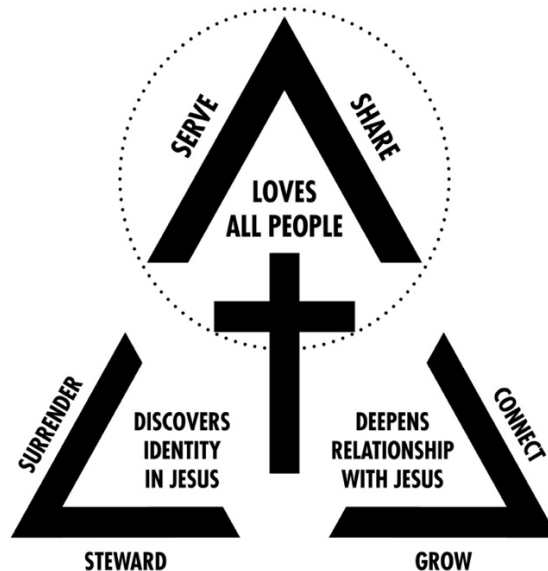 SERVE
SHARE
LOVES
ALL PEOPLE
SURRENDER
DISCOVERS
IDENTITY
IN JESUS
DEEPENS
RELATIONSHIP
WITH JESUS
CONNECT
STEWARD
GROW